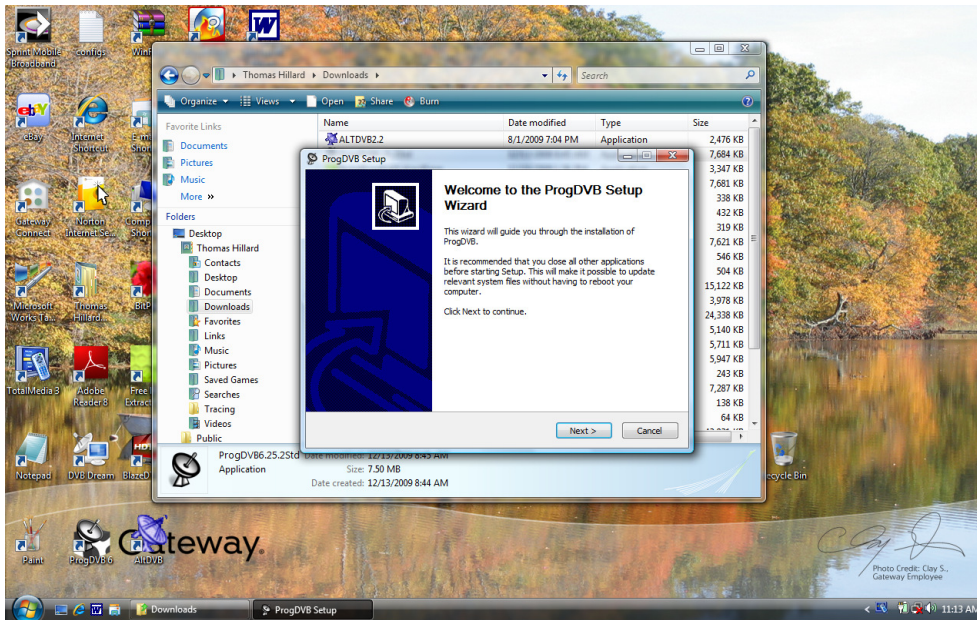 Sprint Mobile Broadband
configs
eBay
Internet Shortcut
Gateway Connect
Norton Internet Se...
Microsoft Works Ta...
Thomas Hillard...
TotalMedia 3
Adobe Reader 8
Notepad
DVB Dream
Paint
ProgDVB 6
AltDVB
Recycle Bin
Thomas Hillard
Downloads
Search
Organize
Views
Open
Share
Burn
Favorite Links
Documents
Pictures
Music
More »
Folders
Desktop
Thomas Hillard
Contacts
Desktop
Documents
Downloads
Favorites
Links
Music
Pictures
Saved Games
Searches
Tracing
Videos
Public
Name Date modified Type Size
ALTDVB2.2 8/1/2009 7:04 PM Application 2,476 KB
7,684 KB
3,347 KB
7,681 KB
338 KB
432 KB
319 KB
7,621 KB
546 KB
504 KB
15,122 KB
3,978 KB
24,338 KB
5,140 KB
5,711 KB
5,947 KB
243 KB
7,287 KB
138 KB
64 KB
ProgDVB Setup
Welcome to the ProgDVB Setup
Wizard
This wizard will guide you through the installation of
ProgDVB.
It is recommended that you close all other applications
before starting Setup. This will make it possible to update
relevant system files without having to reboot your
computer.
Click Next to continue.
Next >
Cancel
ProgDVB6.25.2Std Date modified: 12/13/2009 8:43 AM
Application Size: 7.50 MB
Date created: 12/13/2009 8:44 AM
Gateway.
Photo Credit: Clay S.,
Gateway Employee
Downloads
ProgDVB Setup
11:13 AM